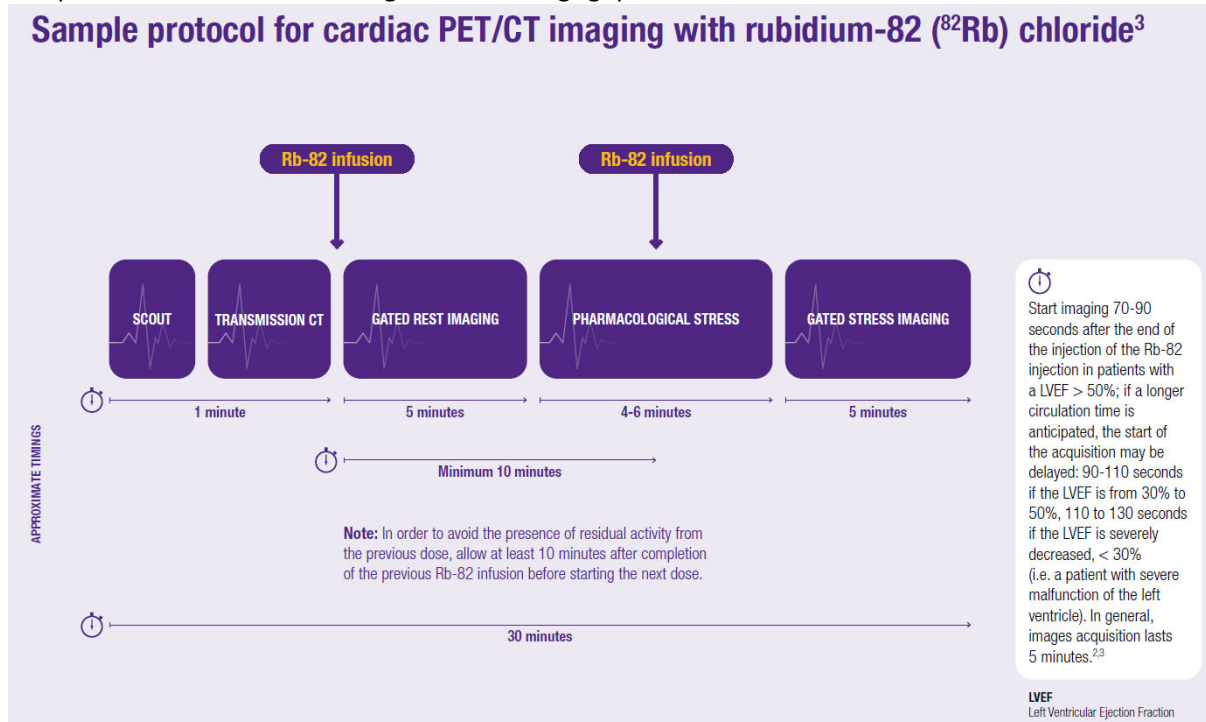 Sample protocol for cardiac PET/CT imaging with rubidium-82 (⁸²Rb) chloride³
Rb-82 infusion
Rb-82 infusion
SCOUT
TRANSMISSION CT
GATED REST IMAGING
PHARMACOLOGICAL STRESS
GATED STRESS IMAGING
APPROXIMATE TIMINGS
1 minute
5 minutes
4-6 minutes
5 minutes
Minimum 10 minutes
Note: In order to avoid the presence of residual activity from
the previous dose, allow at least 10 minutes after completion
of the previous Rb-82 infusion before starting the next dose.
30 minutes
Start imaging 70-90
seconds after the end of
the injection of the Rb-82
injection in patients with
a LVEF > 50%; if a longer
circulation time is
anticipated, the start of
the acquisition may be
delayed: 90-110 seconds
if the LVEF is from 30% to
50%, 110 to 130 seconds
if the LVEF is severely
decreased, < 30%
(i.e. a patient with severe
malfunction of the left
ventricle). In general,
images acquisition lasts
5 minutes.²,³
LVEF
Left Ventricular Ejection Fraction